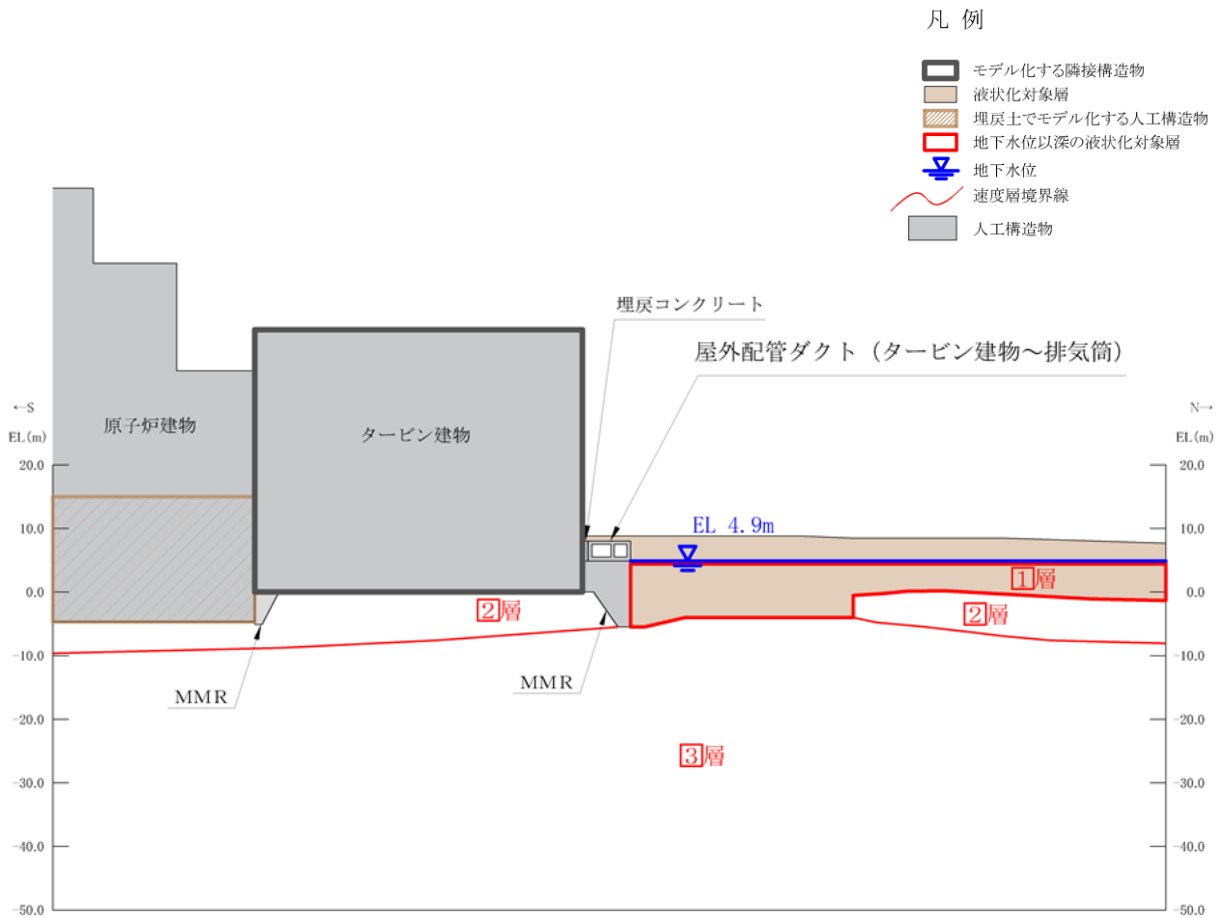 凡 例
モデル化する隣接構造物
液状化対象層
埋戻土でモデル化する人工構造物
地下水位以深の液状化対象層
地下水位
速度層境界線
人工構造物
埋戻コンクリート
屋外配管ダクト（タービン建物～排気筒）
←S
N→
EL(m)
EL(m)
原子炉建物
タービン建物
20.0
20.0
10.0
10.0
EL 4.9m
0.0
0.0
1層
2層
2層
-10.0
-10.0
MMR
MMR
-20.0
-20.0
3層
-30.0
-30.0
-40.0
-40.0
-50.0
-50.0